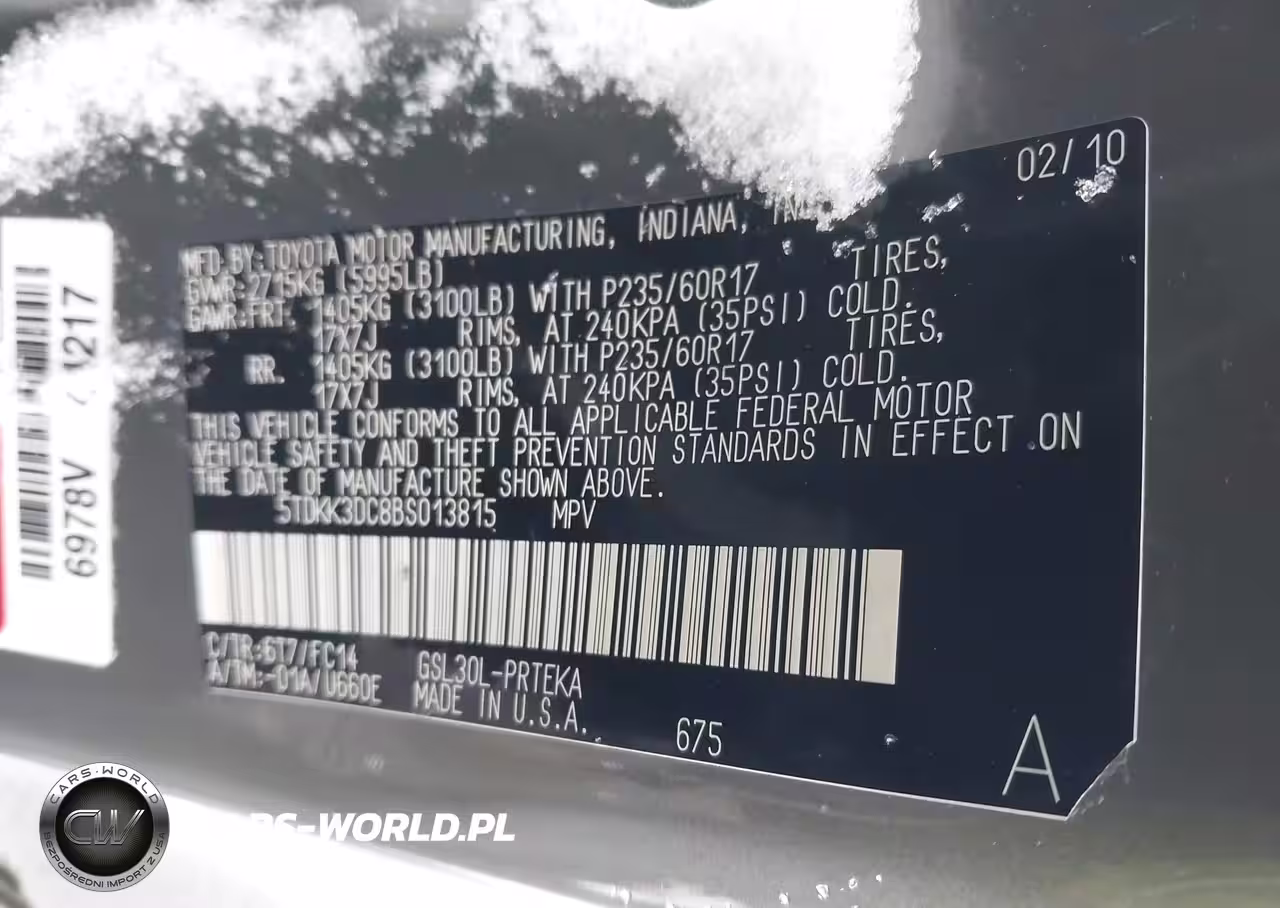 02/10
MFD.BY:TOYOTA MOTOR MANUFACTURING, INDIANA,
GVWR:2715KG (5995LB)
GAWR:FRT. 1405KG (3100LB) WITH P235/60R17 TIRES,
17X7J RIMS, AT 240KPA (35PSI) COLD.
RR. 1405KG (3100LB) WITH P235/60R17 TIRES,
17X7J RIMS, AT 240KPA (35PSI) COLD.
THIS VEHICLE CONFORMS TO ALL APPLICABLE FEDERAL MOTOR
VEHICLE SAFETY AND THEFT PREVENTION STANDARDS IN EFFECT ON
THE DATE OF MANUFACTURE SHOWN ABOVE.
5TDKK3DC8BS013815 MPV
C/TR:6T7/FC14 GSL30L-PRTEKA
A/TM:-01A/U660E MADE IN U.S.A.
675
A
6978V
CARS-WORLD
CW
BEZPOŚREDNI IMPORT Z USA
RS-WORLD.PL